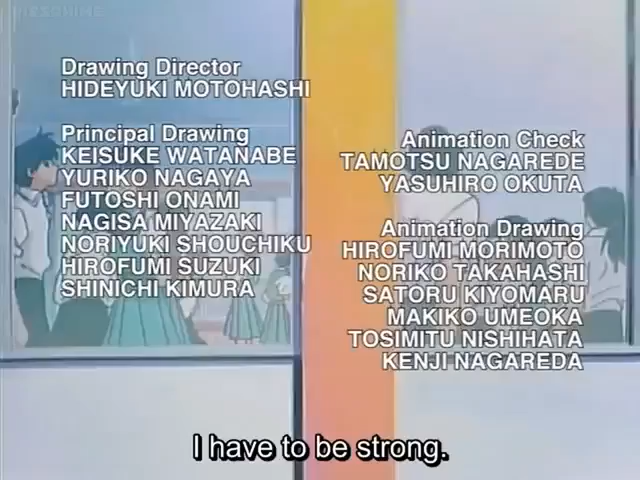 Drawing Director
HIDEYUKI MOTOHASHI
Principal Drawing
KEISUKE WATANABE
YURIKO NAGAYA
FUTOSHI ONAMI
NAGISA MIYAZAKI
NORIYUKI SHOUCHIKU
HIROFUMI SUZUKI
SHINICHI KIMURA
Animation Check
TAMOTSU NAGAREDE
YASUHIRO OKUTA
Animation Drawing
HIROFUMI MORIMOTO
NORIKO TAKAHASHI
SATORU KIYOMARU
MAKIKO UMEOKA
TOSIMITU NISHIHATA
KENJI NAGAREDA
I have to be strong.